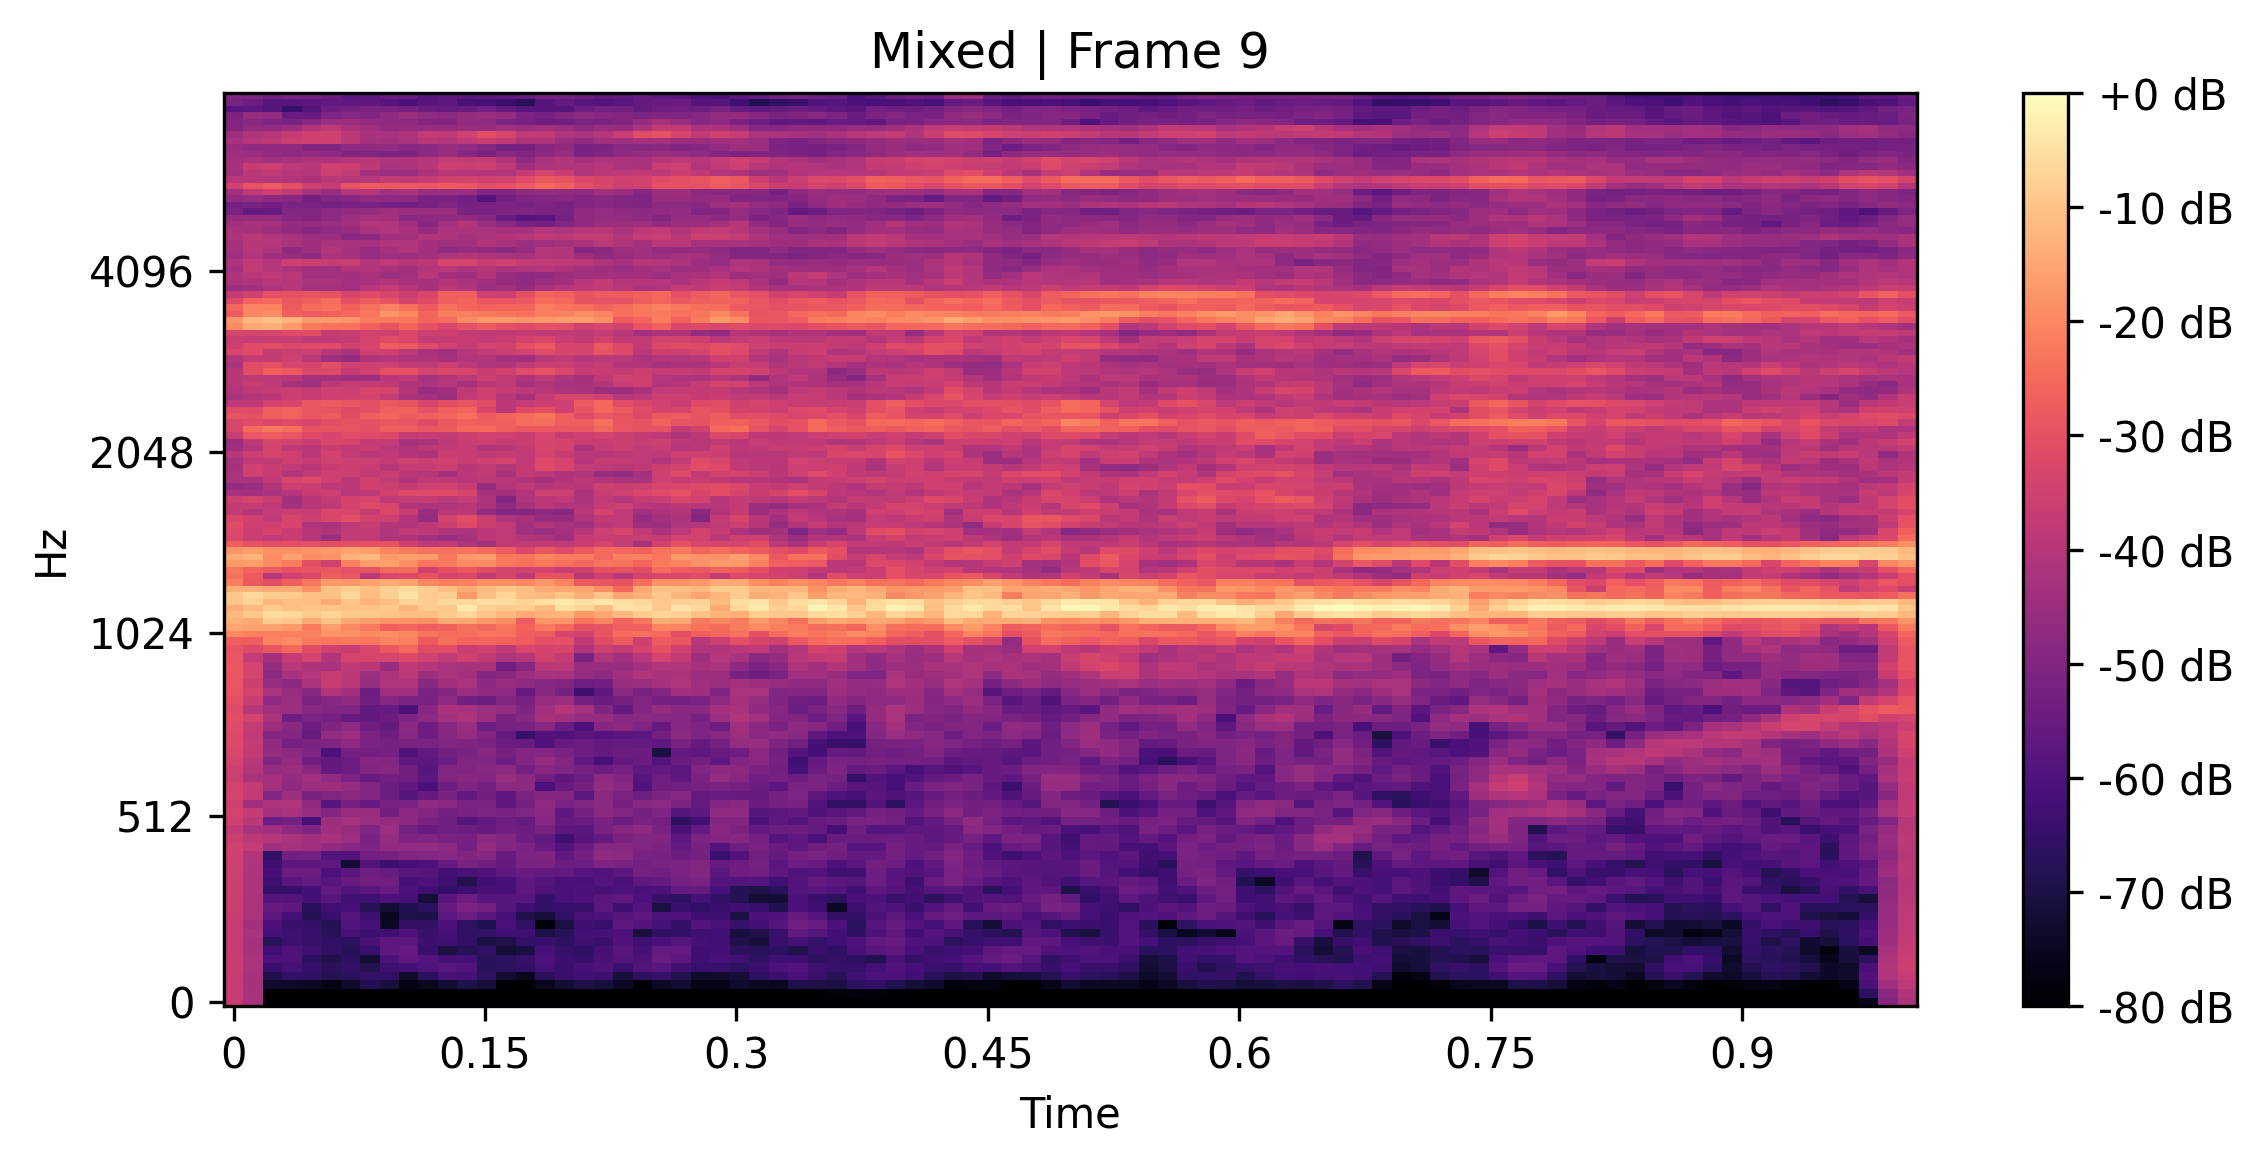 Mixed | Frame 9
+0 dB
-10 dB
-20 dB
-30 dB
-40 dB
-50 dB
-60 dB
-70 dB
-80 dB
Hz
4096
2048
1024
512
0
0 0.15 0.3 0.45 0.6 0.75 0.9
Time